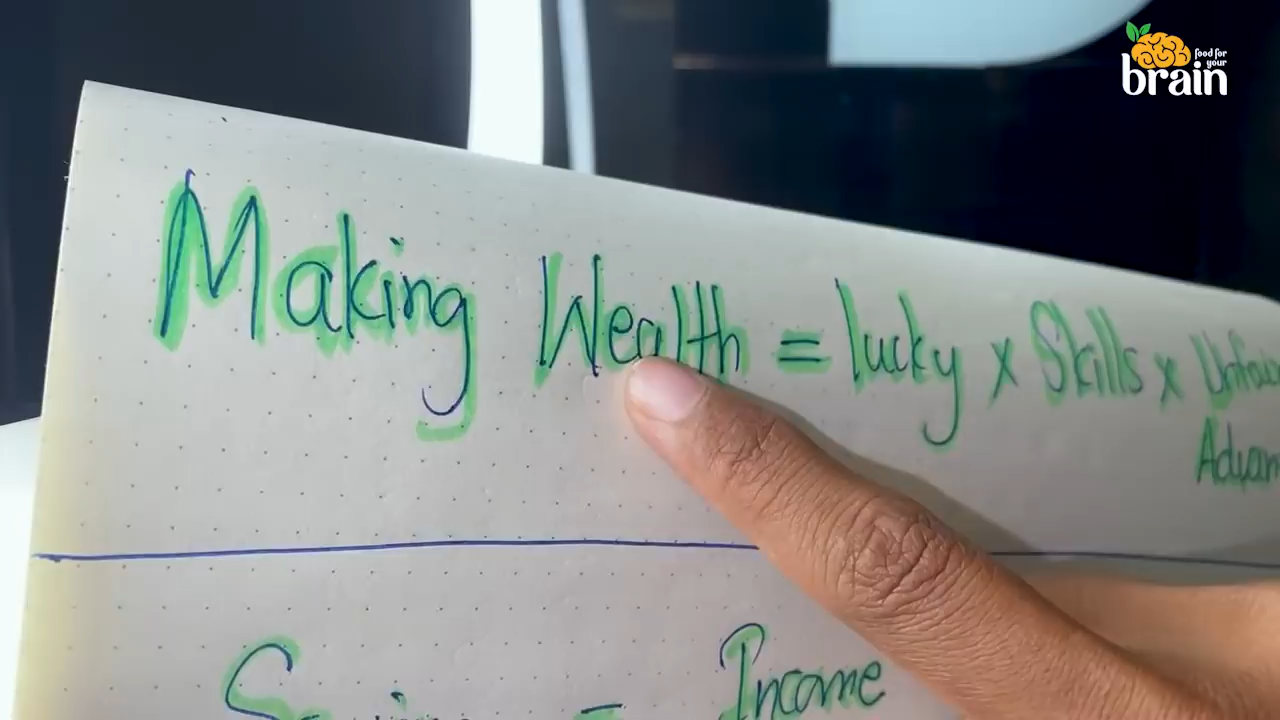 food for
your
brain
Making Wealth = lucky x Skills x
=
Income